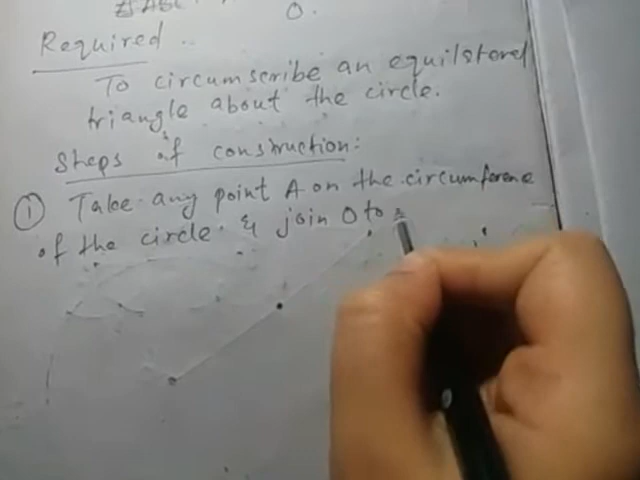 O.
Required.
To circumscribe an equilateral
triangle about the circle.
Steps of construction:
① Take any point A on the circumference
of the circle & join O to